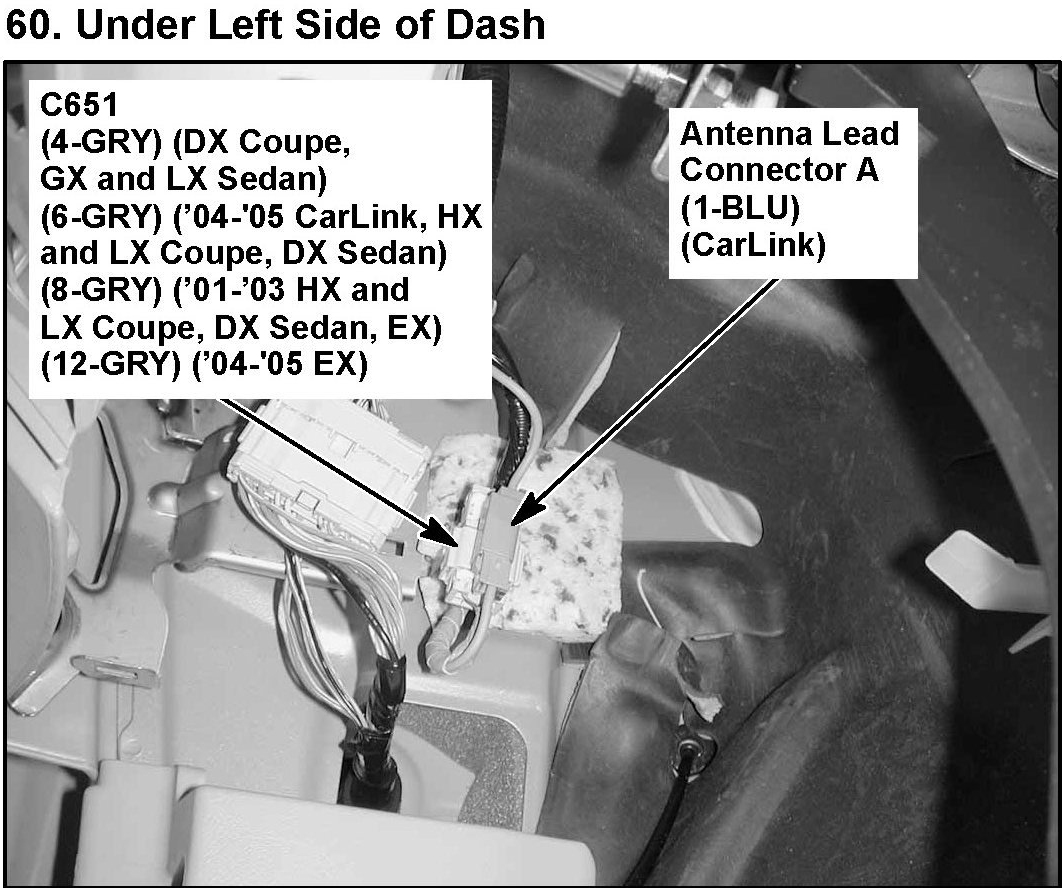 60. Under Left Side of Dash
C651
(4-GRY) (DX Coupe,
GX and LX Sedan)
(6-GRY) (’04-'05 CarLink, HX
and LX Coupe, DX Sedan)
(8-GRY) (’01-’03 HX and
LX Coupe, DX Sedan, EX)
(12-GRY) (’04-'05 EX)
Antenna Lead
Connector A
(1-BLU)
(CarLink)